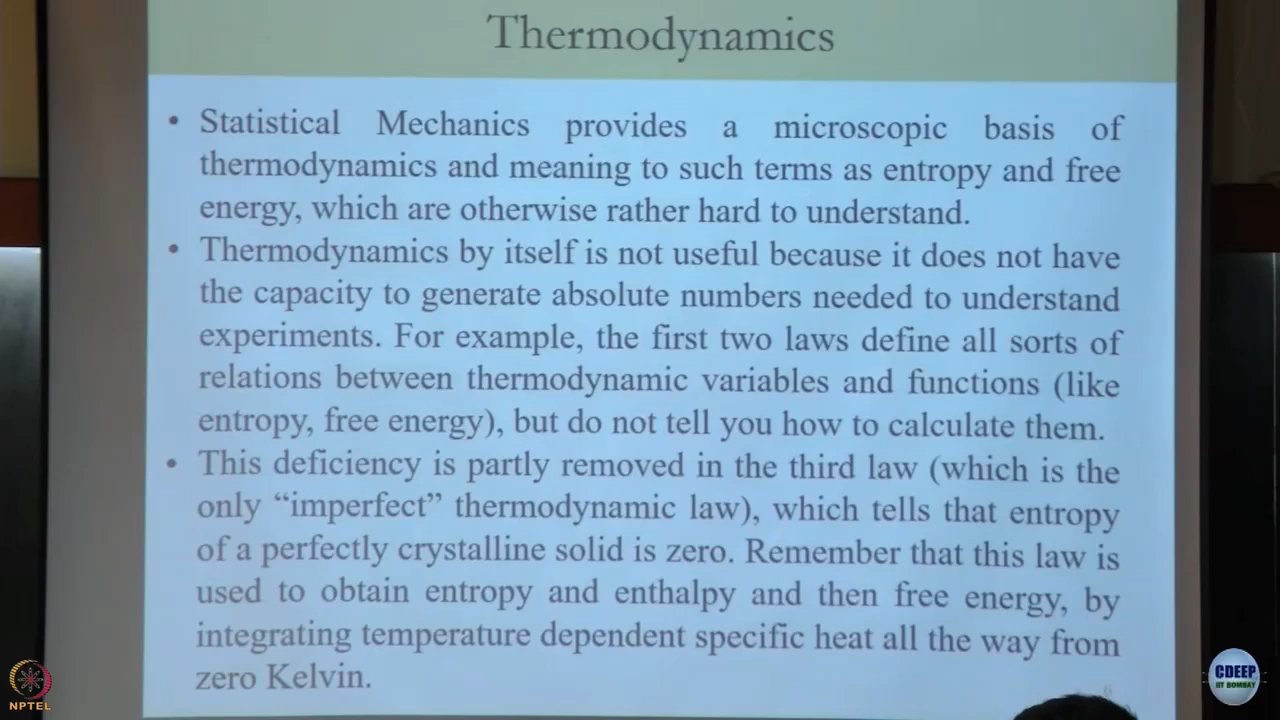 Thermodynamics
• Statistical Mechanics provides a microscopic basis of
thermodynamics and meaning to such terms as entropy and free
energy, which are otherwise rather hard to understand.
• Thermodynamics by itself is not useful because it does not have
the capacity to generate absolute numbers needed to understand
experiments. For example, the first two laws define all sorts of
relations between thermodynamic variables and functions (like
entropy, free energy), but do not tell you how to calculate them.
• This deficiency is partly removed in the third law (which is the
only “imperfect” thermodynamic law), which tells that entropy
of a perfectly crystalline solid is zero. Remember that this law is
used to obtain entropy and enthalpy and then free energy, by
integrating temperature dependent specific heat all the way from
zero Kelvin.
6
NPTEL
CDEEP
IIT BOMBAY